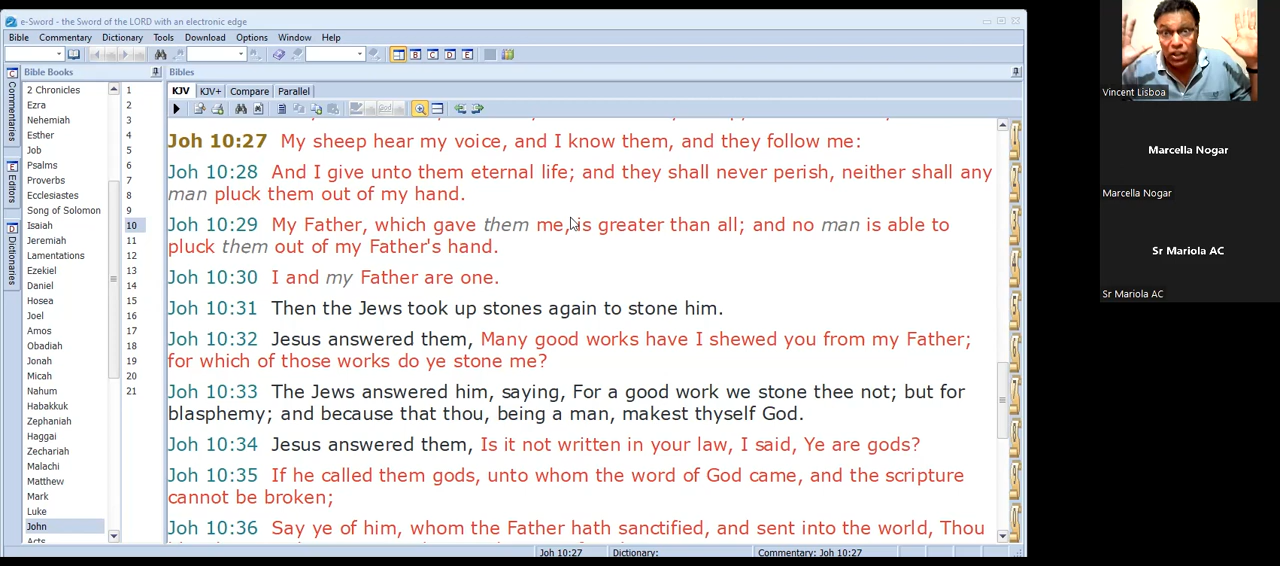 e-Sword - the Sword of the LORD with an electronic edge
Bible Commentary Dictionary Tools Download Options Window Help
B C D E
Bible Books
Bibles
Commentaries
Editors
Dictionaries
2 Chronicles
Ezra
Nehemiah
Esther
Job
Psalms
Proverbs
Ecclesiastes
Song of Solomon
Isaiah
Jeremiah
Lamentations
Ezekiel
Daniel
Hosea
Joel
Amos
Obadiah
Jonah
Micah
Nahum
Habakkuk
Zephaniah
Haggai
Zechariah
Malachi
Matthew
Mark
Luke
John
Acts
1
2
3
4
5
6
7
8
9
10
11
12
13
14
15
16
17
18
19
20
21
KJV KJV+ Compare Parallel
Joh 10:27 My sheep hear my voice, and I know them, and they follow me:
Joh 10:28 And I give unto them eternal life; and they shall never perish, neither shall any
man pluck them out of my hand.
Joh 10:29 My Father, which gave them me, is greater than all; and no man is able to
pluck them out of my Father's hand.
Joh 10:30 I and my Father are one.
Joh 10:31 Then the Jews took up stones again to stone him.
Joh 10:32 Jesus answered them, Many good works have I shewed you from my Father;
for which of those works do ye stone me?
Joh 10:33 The Jews answered him, saying, For a good work we stone thee not; but for
blasphemy; and because that thou, being a man, makest thyself God.
Joh 10:34 Jesus answered them, Is it not written in your law, I said, Ye are gods?
Joh 10:35 If he called them gods, unto whom the word of God came, and the scripture
cannot be broken;
Joh 10:36 Say ye of him, whom the Father hath sanctified, and sent into the world, Thou
Joh 10:27 Dictionary: Commentary: Joh 10:27
Vincent Lisboa
Marcella Nogar
Marcella Nogar
Sr Mariola AC
Sr Mariola AC